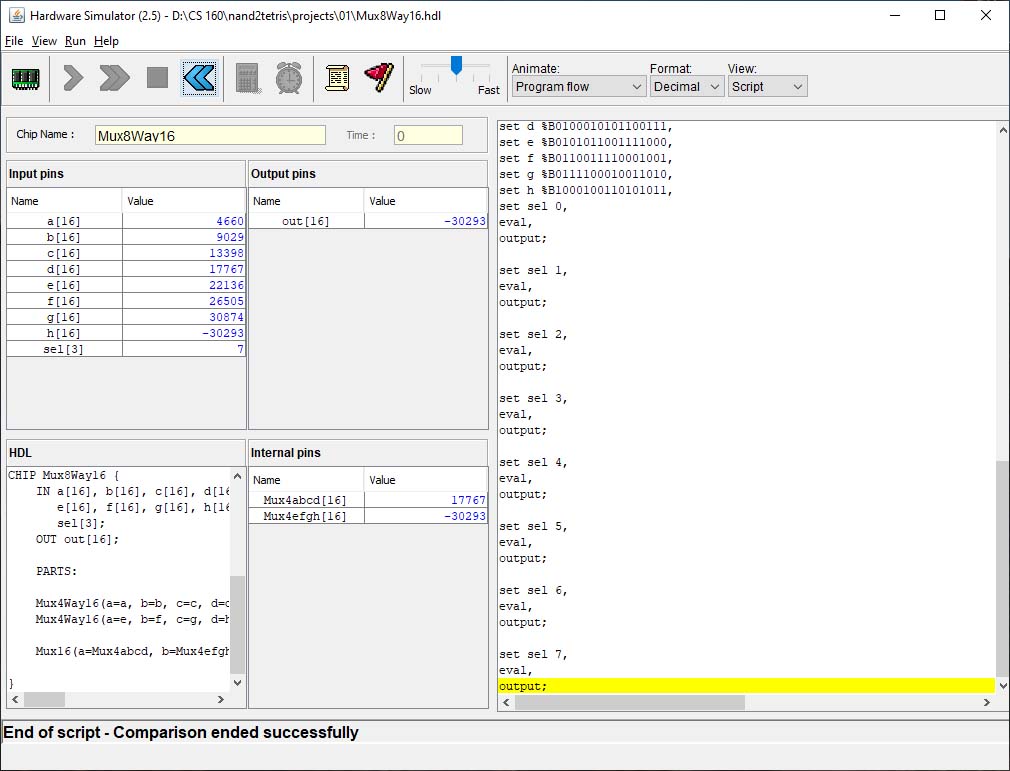 Hardware Simulator (2.5) - D:\CS 160\nand2tetris\projects\01\Mux8Way16.hdl
File View Run Help
Slow Fast
Animate: Format: View:
Program flow Decimal Script
Chip Name : Mux8Way16 Time : 0
Input pins
Name Value
a[16] 4660
b[16] 9029
c[16] 13398
d[16] 17767
e[16] 22136
f[16] 26505
g[16] 30874
h[16] -30293
sel[3] 7
Output pins
Name Value
out[16] -30293
HDL
CHIP Mux8Way16 {
IN a[16], b[16], c[16], d[16
e[16], f[16], g[16], h[16
sel[3];
OUT out[16];
PARTS:
Mux4Way16(a=a, b=b, c=c, d=d
Mux4Way16(a=e, b=f, c=g, d=h
Mux16(a=Mux4abcd, b=Mux4efgh
}
Internal pins
Name Value
Mux4abcd[16] 17767
Mux4efgh[16] -30293
set d %B0100010101100111,
set e %B0101011001111000,
set f %B0110011110001001,
set g %B0111100010011010,
set h %B1000100110101011,
set sel 0,
eval,
output;
set sel 1,
eval,
output;
set sel 2,
eval,
output;
set sel 3,
eval,
output;
set sel 4,
eval,
output;
set sel 5,
eval,
output;
set sel 6,
eval,
output;
set sel 7,
eval,
output;
End of script - Comparison ended successfully